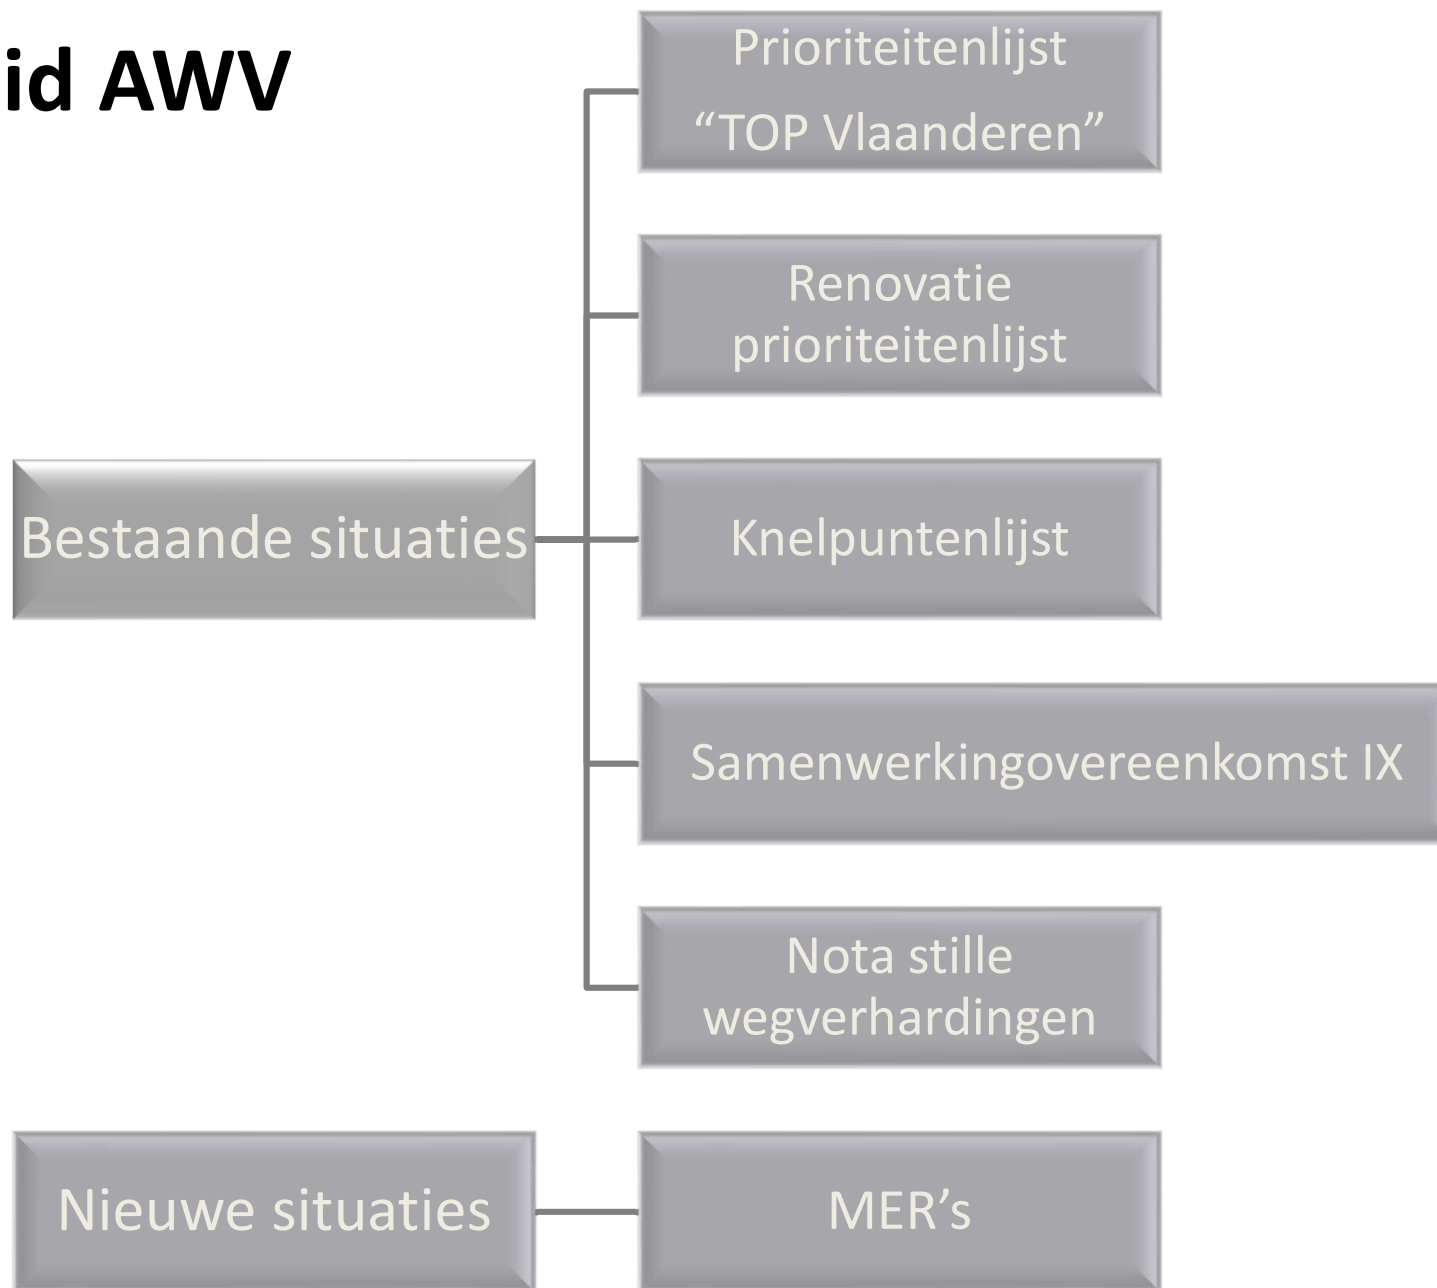 id AWV
Prioriteitenlijst
“TOP Vlaanderen”
Renovatie
prioriteitenlijst
Bestaande situaties
Knelpuntenlijst
Samenwerkingovereenkomst IX
Nota stille
wegverhardingen
Nieuwe situaties
MER’s